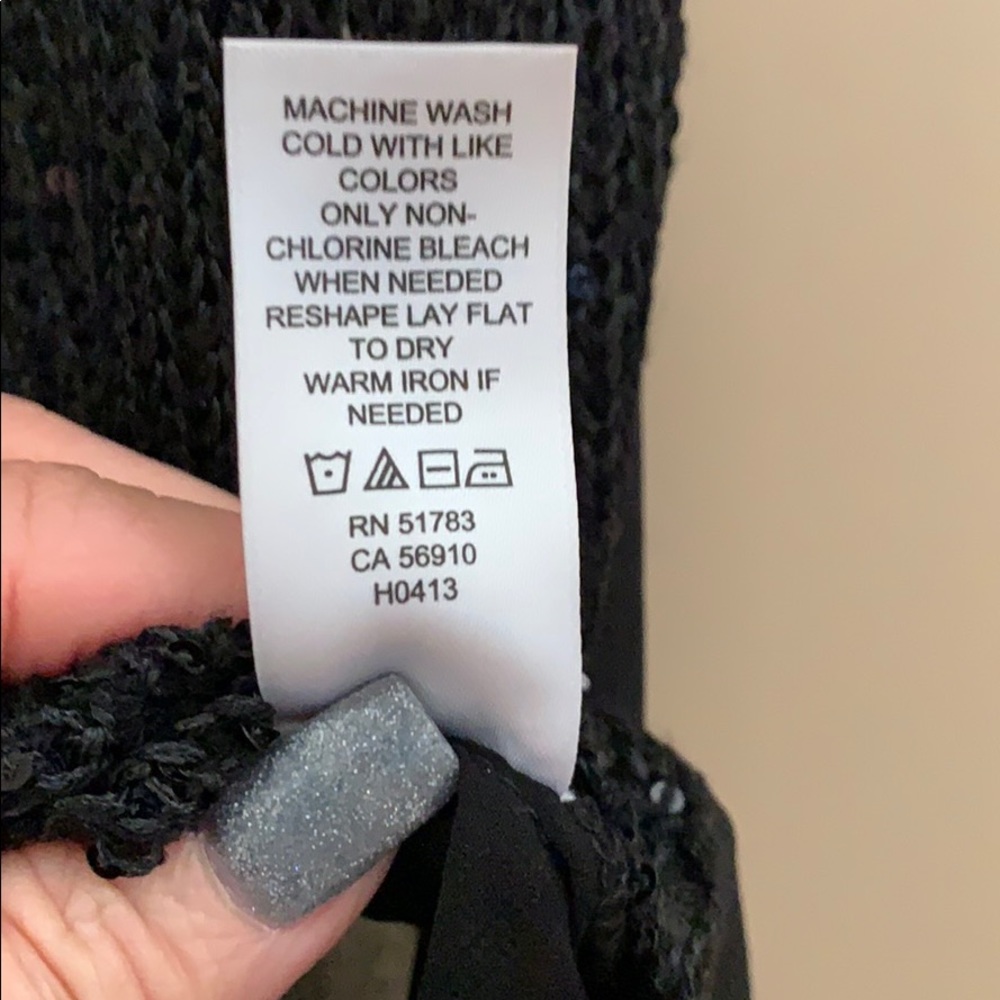 MACHINE WASH
COLD WITH LIKE
COLORS
ONLY NON-
CHLORINE BLEACH
WHEN NEEDED
RESHAPE LAY FLAT
TO DRY
WARM IRON IF
NEEDED
RN 51783
CA 56910
H0413